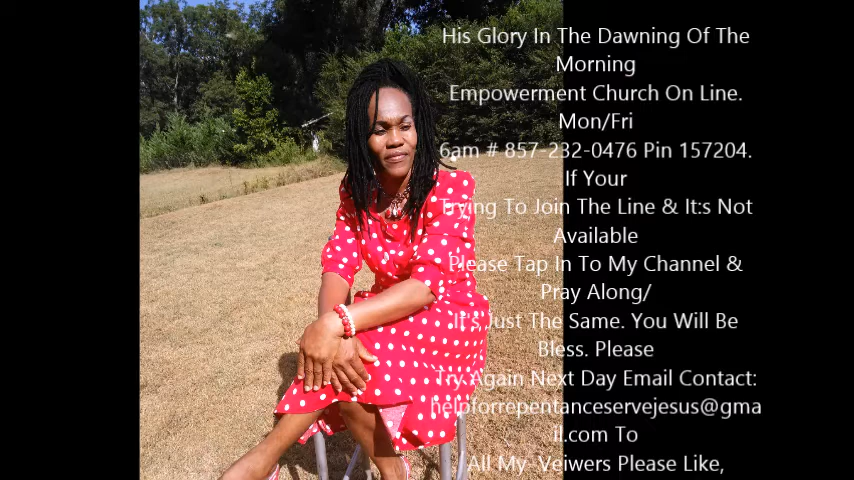 His Glory In The Dawning Of The
Morning
Empowerment Church On Line.
Mon/Fri
6am # 857-232-0476 Pin 157204.
If Your
Trying To Join The Line & It:s Not
Available
Please Tap In To My Channel &
Pray Along/
It's Just The Same. You Will Be
Bless. Please
Try Again Next Day Email Contact:
helpforrepentanceservejesus@gma
il.com To
All My Veiwers Please Like,